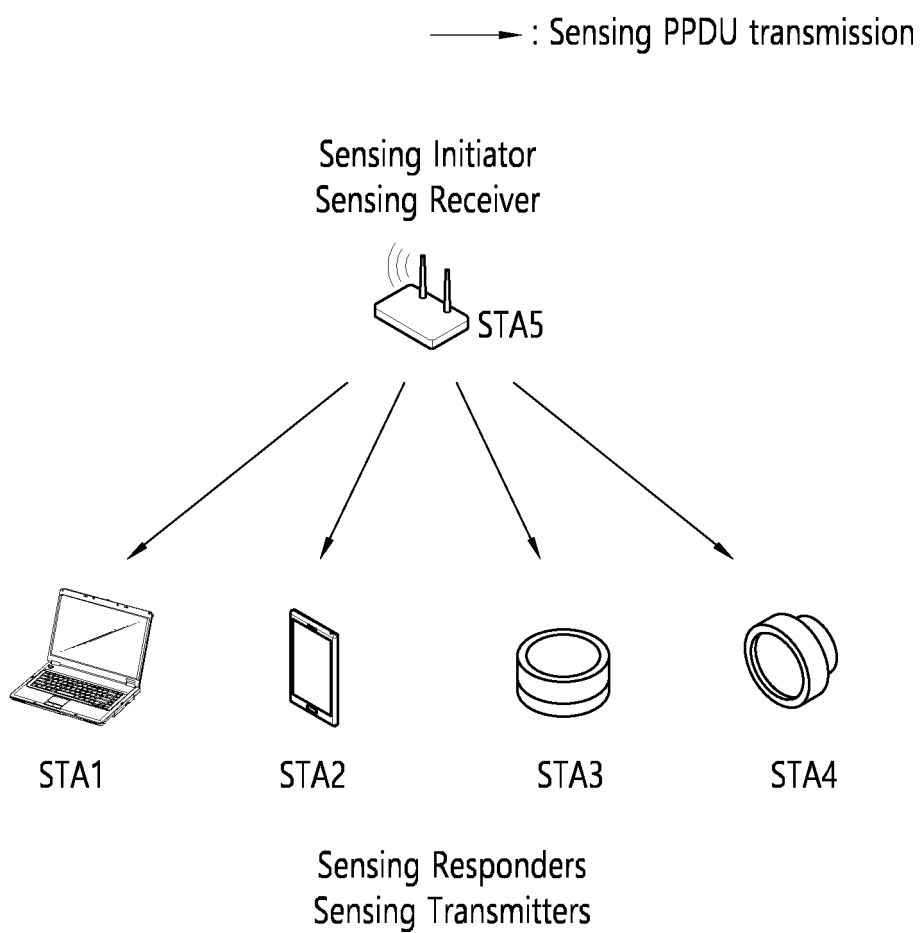 : Sensing PPDU transmission
Sensing Initiator
Sensing Receiver
STA5
STA1
STA2
STA3
STA4
Sensing Responders
Sensing Transmitters